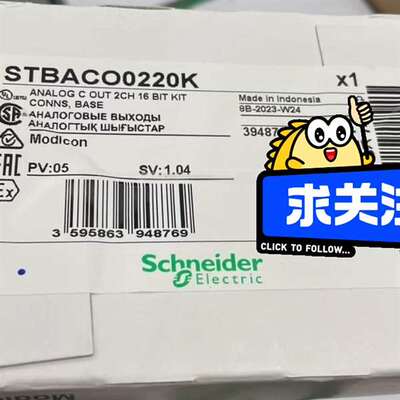 STBACO0220K
x1
ANALOG C OUT 2CH 16 BIT KIT
CONNS, BASE
Made in Indonesia
8B-2023-W24
АНАЛОГОВЫЕ ВЫХОДЫ
АНАЛОГТЫҚ ШЫҒЫСТАР
39487
Modicon
EAC
PV:05
SV:1.04
Ex
3 595863 948769
Schneider
Electric
求关注
CLICK TO FOLLOW...